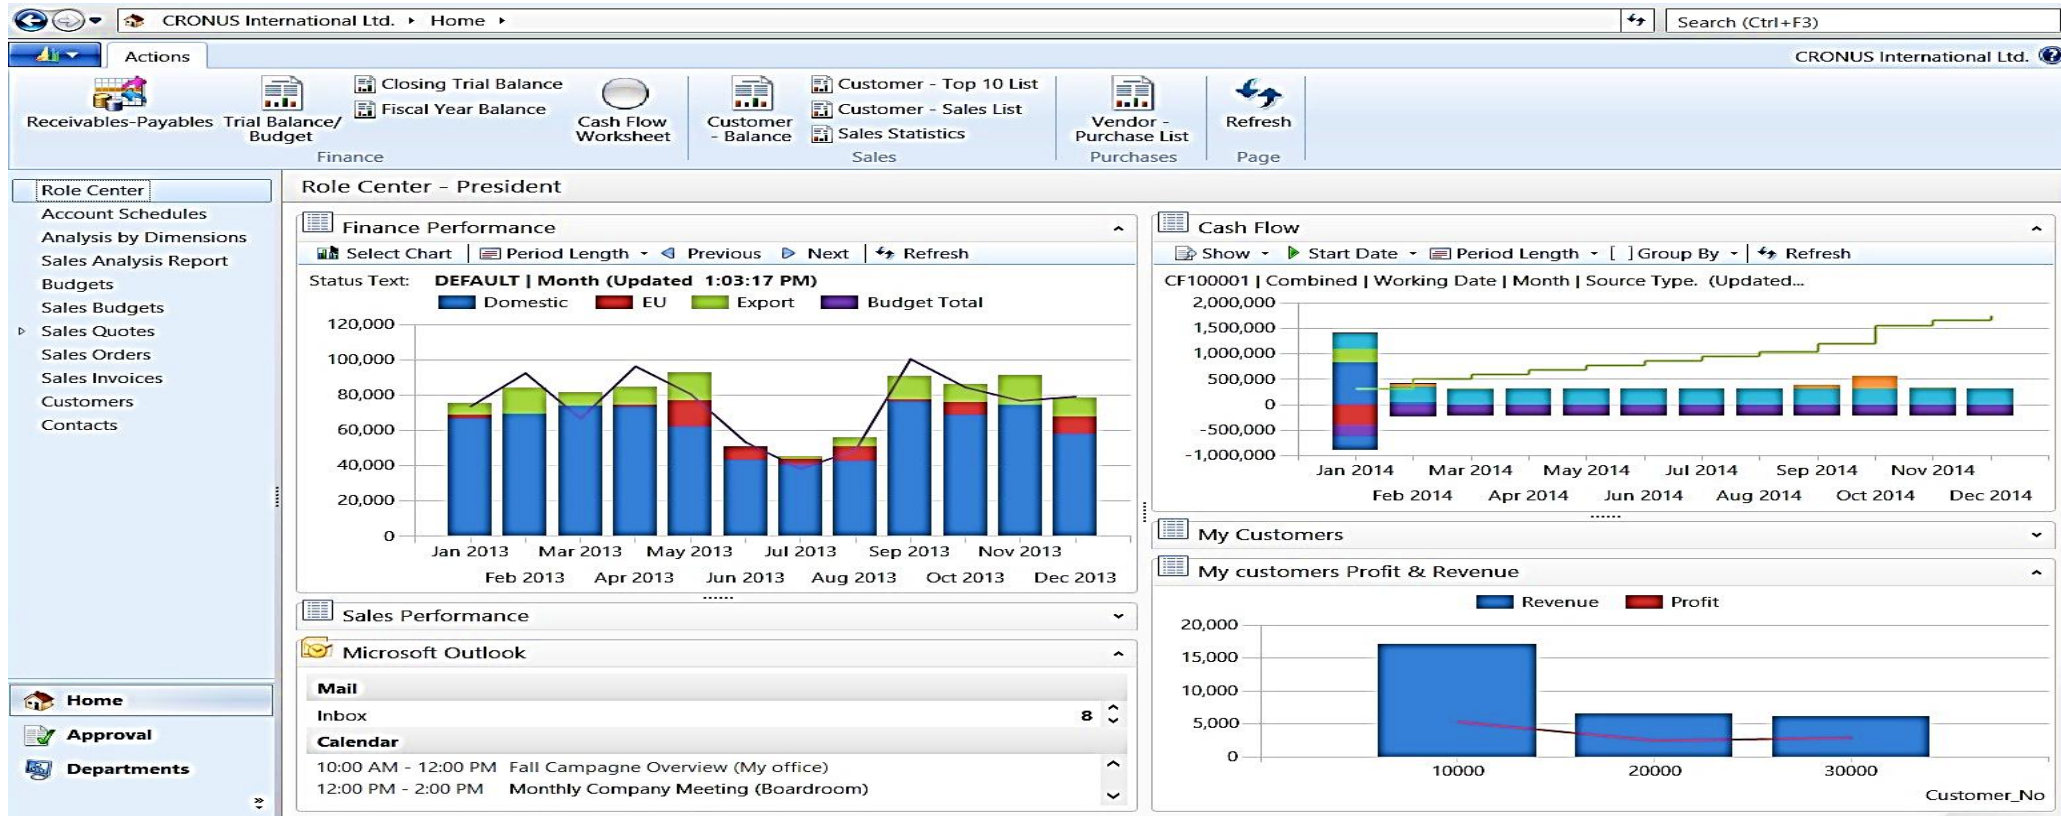 CRONUS International Ltd. Home
Search (Ctrl+F3)
Actions
CRONUS International Ltd.
Receivables-Payables
Trial Balance/
Budget
Closing Trial Balance
Fiscal Year Balance
Cash Flow
Worksheet
Finance
Customer
- Balance
Customer - Top 10 List
Customer - Sales List
Sales Statistics
Sales
Vendor -
Purchase List
Purchases
Refresh
Page
Role Center
Account Schedules
Analysis by Dimensions
Sales Analysis Report
Budgets
Sales Budgets
Sales Quotes
Sales Orders
Sales Invoices
Customers
Contacts
Home
Approval
Departments
Role Center - President
Finance Performance
Select Chart Period Length Previous Next Refresh
Status Text: DEFAULT | Month (Updated 1:03:17 PM)
Domestic EU Export Budget Total
120,000
100,000
80,000
60,000
40,000
20,000
0
Jan 2013 Mar 2013 May 2013 Jul 2013 Sep 2013 Nov 2013
Feb 2013 Apr 2013 Jun 2013 Aug 2013 Oct 2013 Dec 2013
Sales Performance
Microsoft Outlook
Mail
Inbox 8
Calendar
10:00 AM - 12:00 PM Fall Campagne Overview (My office)
12:00 PM - 2:00 PM Monthly Company Meeting (Boardroom)
Cash Flow
Show Start Date Period Length [ ] Group By Refresh
CF100001 | Combined | Working Date | Month | Source Type. (Updated...
2,000,000
1,500,000
1,000,000
500,000
0
-500,000
-1,000,000
Jan 2014 Mar 2014 May 2014 Jul 2014 Sep 2014 Nov 2014
Feb 2014 Apr 2014 Jun 2014 Aug 2014 Oct 2014 Dec 2014
My Customers
My customers Profit & Revenue
Revenue Profit
20,000
15,000
10,000
5,000
0
10000 20000 30000
Customer_No